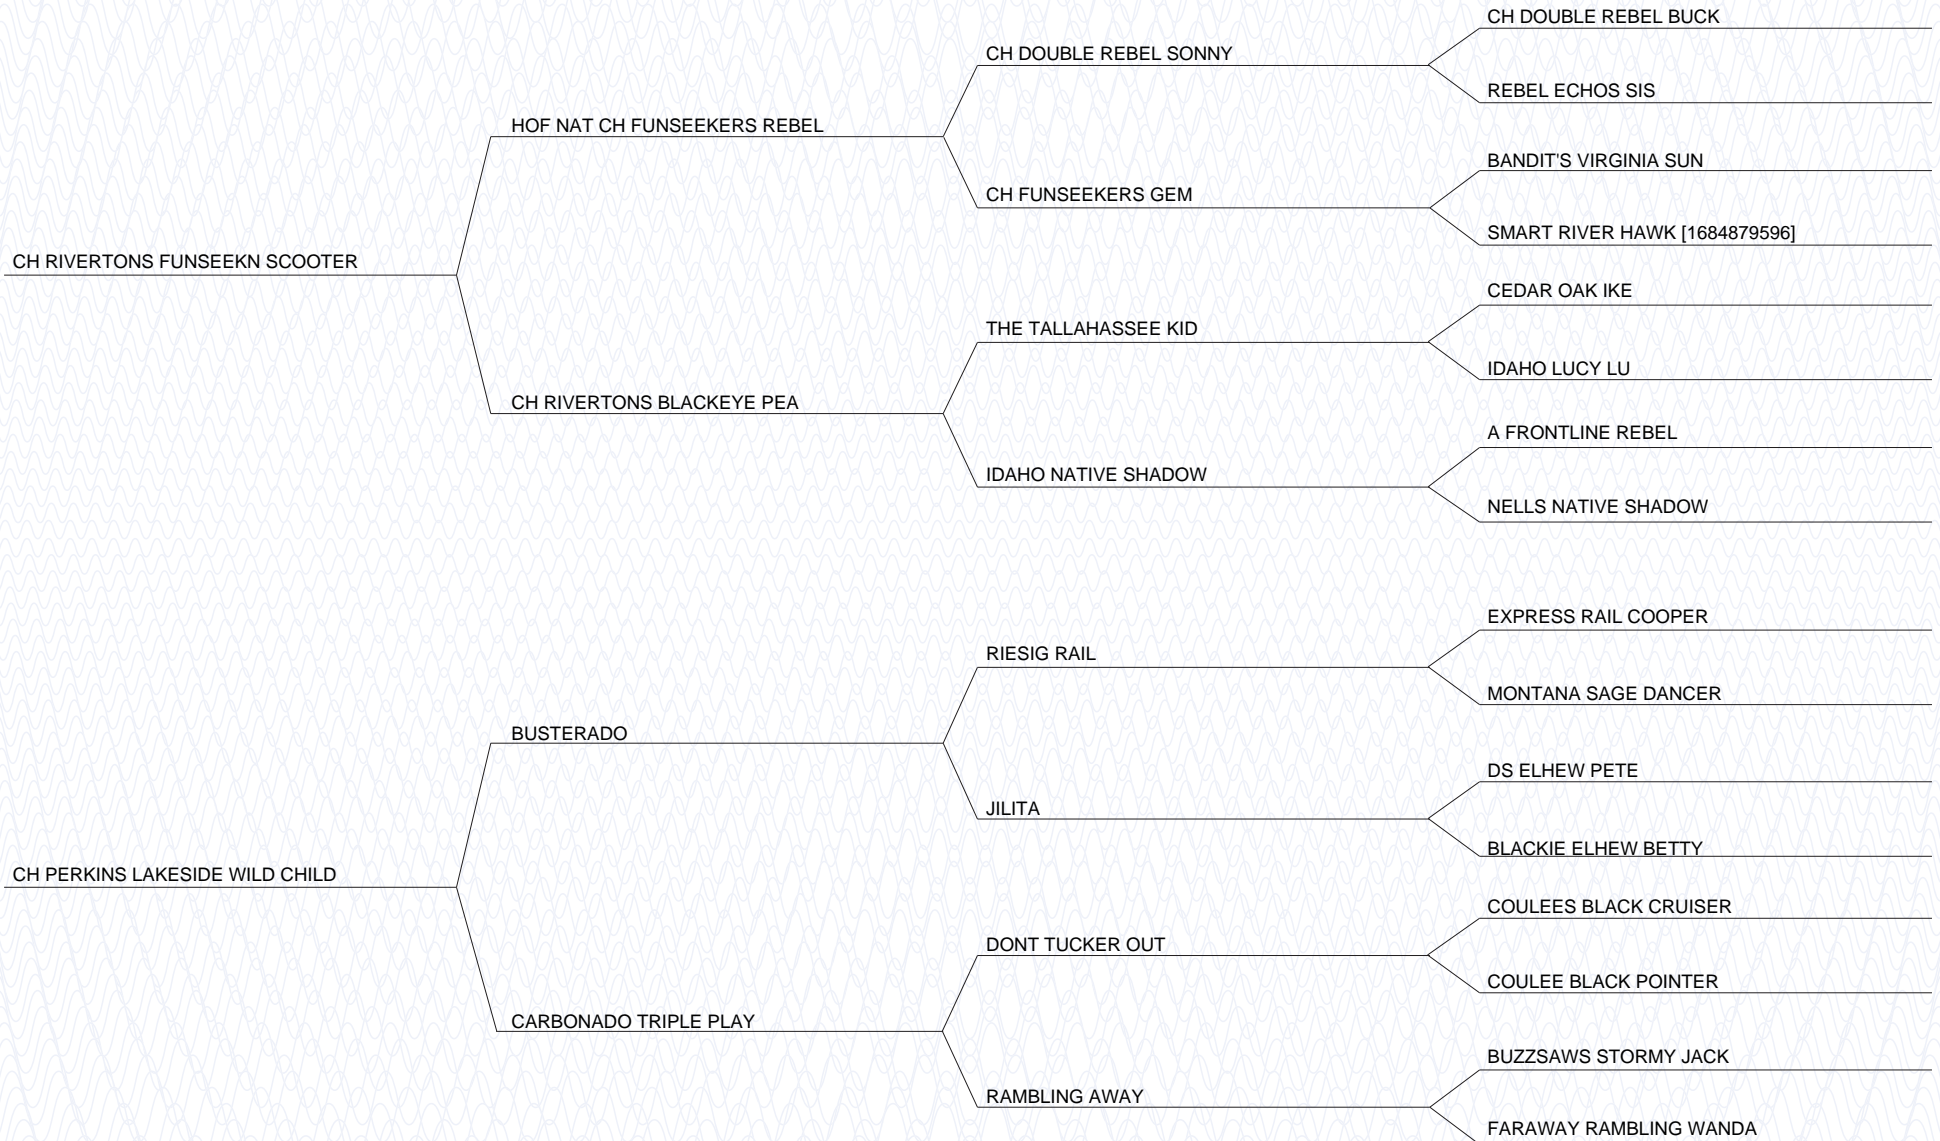 CH DOUBLE REBEL BUCK
CH DOUBLE REBEL SONNY
REBEL ECHOS SIS
HOF NAT CH FUNSEEKERS REBEL
BANDIT'S VIRGINIA SUN
CH FUNSEEKERS GEM
SMART RIVER HAWK [1684879596]
CH RIVERTONS FUNSEEKN SCOOTER
CEDAR OAK IKE
THE TALLAHASSEE KID
IDAHO LUCY LU
CH RIVERTONS BLACKEYE PEA
A FRONTLINE REBEL
IDAHO NATIVE SHADOW
NELLS NATIVE SHADOW
EXPRESS RAIL COOPER
RIESIG RAIL
MONTANA SAGE DANCER
BUSTERADO
DS ELHEW PETE
JILITA
BLACKIE ELHEW BETTY
CH PERKINS LAKESIDE WILD CHILD
COULEES BLACK CRUISER
DONT TUCKER OUT
COULEE BLACK POINTER
CARBONADO TRIPLE PLAY
BUZZSAWS STORMY JACK
RAMBLING AWAY
FARAWAY RAMBLING WANDA